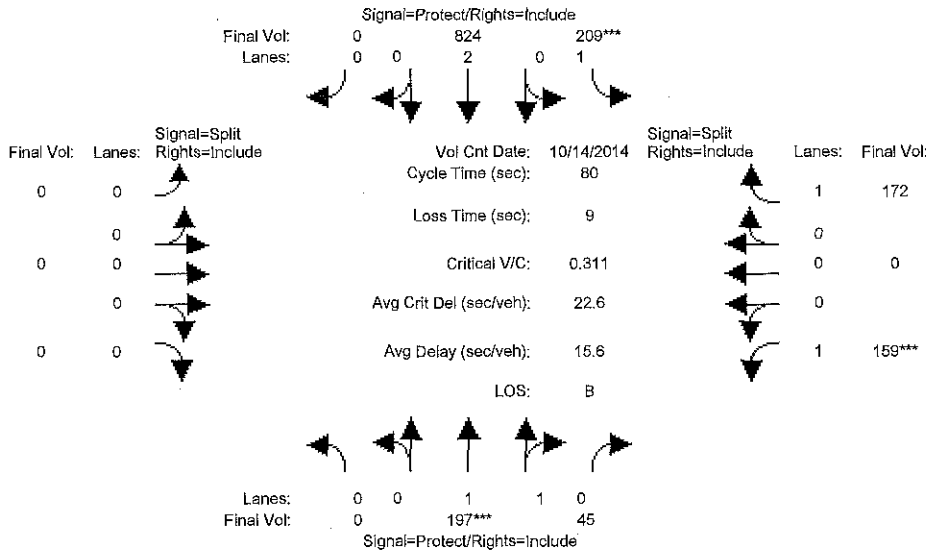 Signal=Protect/Rights=Include
Final Vol: 0 824 209***
Lanes: 0 0 2 0 1
Signal=Split
Final Vol: Lanes: Rights=Include
Vol Cnt Date: 10/14/2014
Signal=Split
Rights=Include Lanes: Final Vol:
0 0
Cycle Time (sec): 80
1 172
0
Loss Time (sec): 9
0
0 0
Critical V/C: 0.311
0 0
0
Avg Crit Del (sec/veh): 22.6
0
0 0
Avg Delay (sec/veh): 15.6
1 159***
LOS: B
Lanes: 0 0 1 1 0
Final Vol: 0 197*** 45
Signal=Protect/Rights=Include